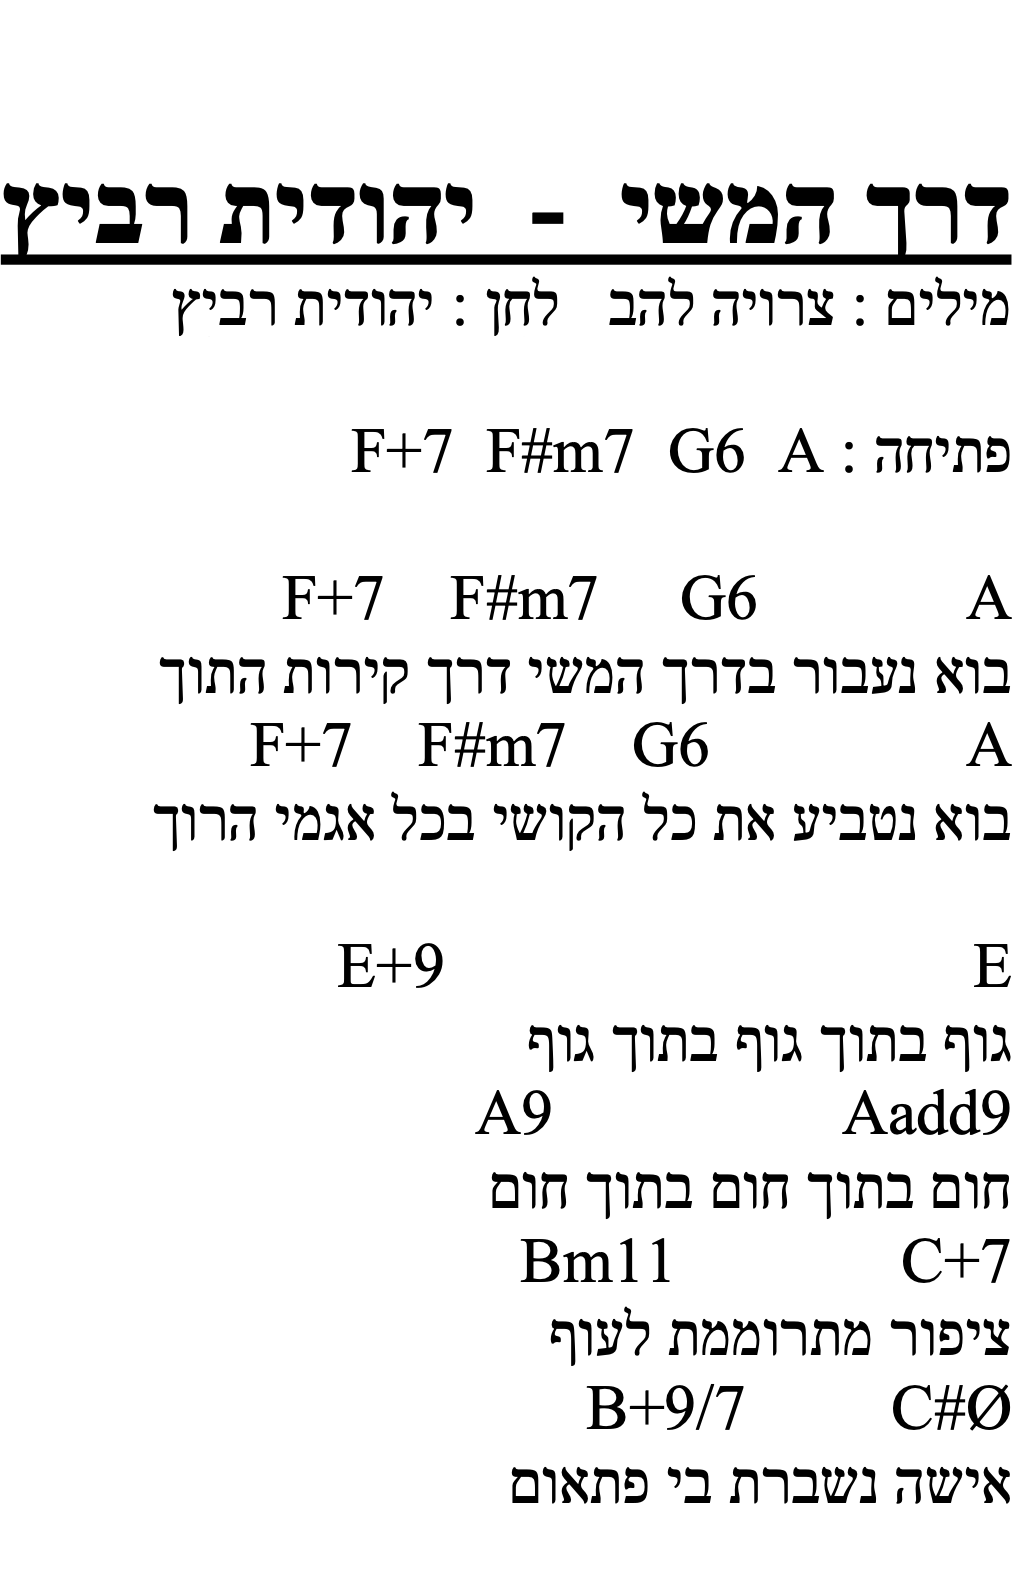 דרך המשי - יהודית רביץ
מילים : צרויה להב לחן : יהודית רביץ
פתיחה : F+7 F#m7 G6 A
F+7 F#m7 G6 A
בוא נעבור בדרך המשי דרך קירות התוך
F+7 F#m7 G6 A
בוא נטביע את כל הקושי בכל אגמי הרוך
E+9 E
גוף בתוך גוף בתוך גוף
A9 Aadd9
חום בתוך חום בתוך חום
Bm11 C+7
ציפור מתרוממת לעוף
B+9/7 C#Ø
אישה נשברת בי פתאום